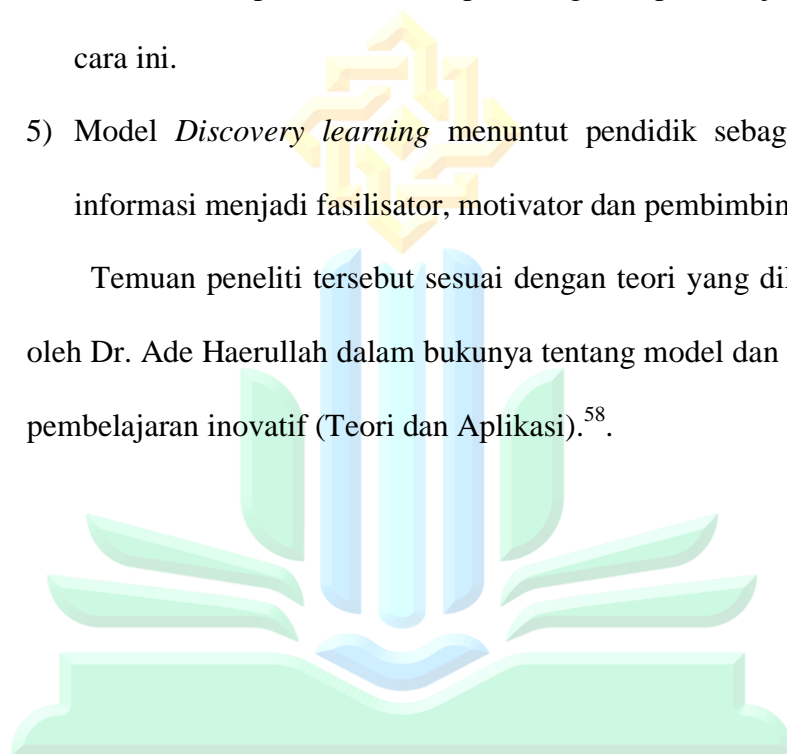 cara ini.
5) Model Discovery learning menuntut pendidik sebag
informasi menjadi fasilisator, motivator dan pembimbin
Temuan peneliti tersebut sesuai dengan teori yang dil
oleh Dr. Ade Haerullah dalam bukunya tentang model dan
pembelajaran inovatif (Teori dan Aplikasi).58.